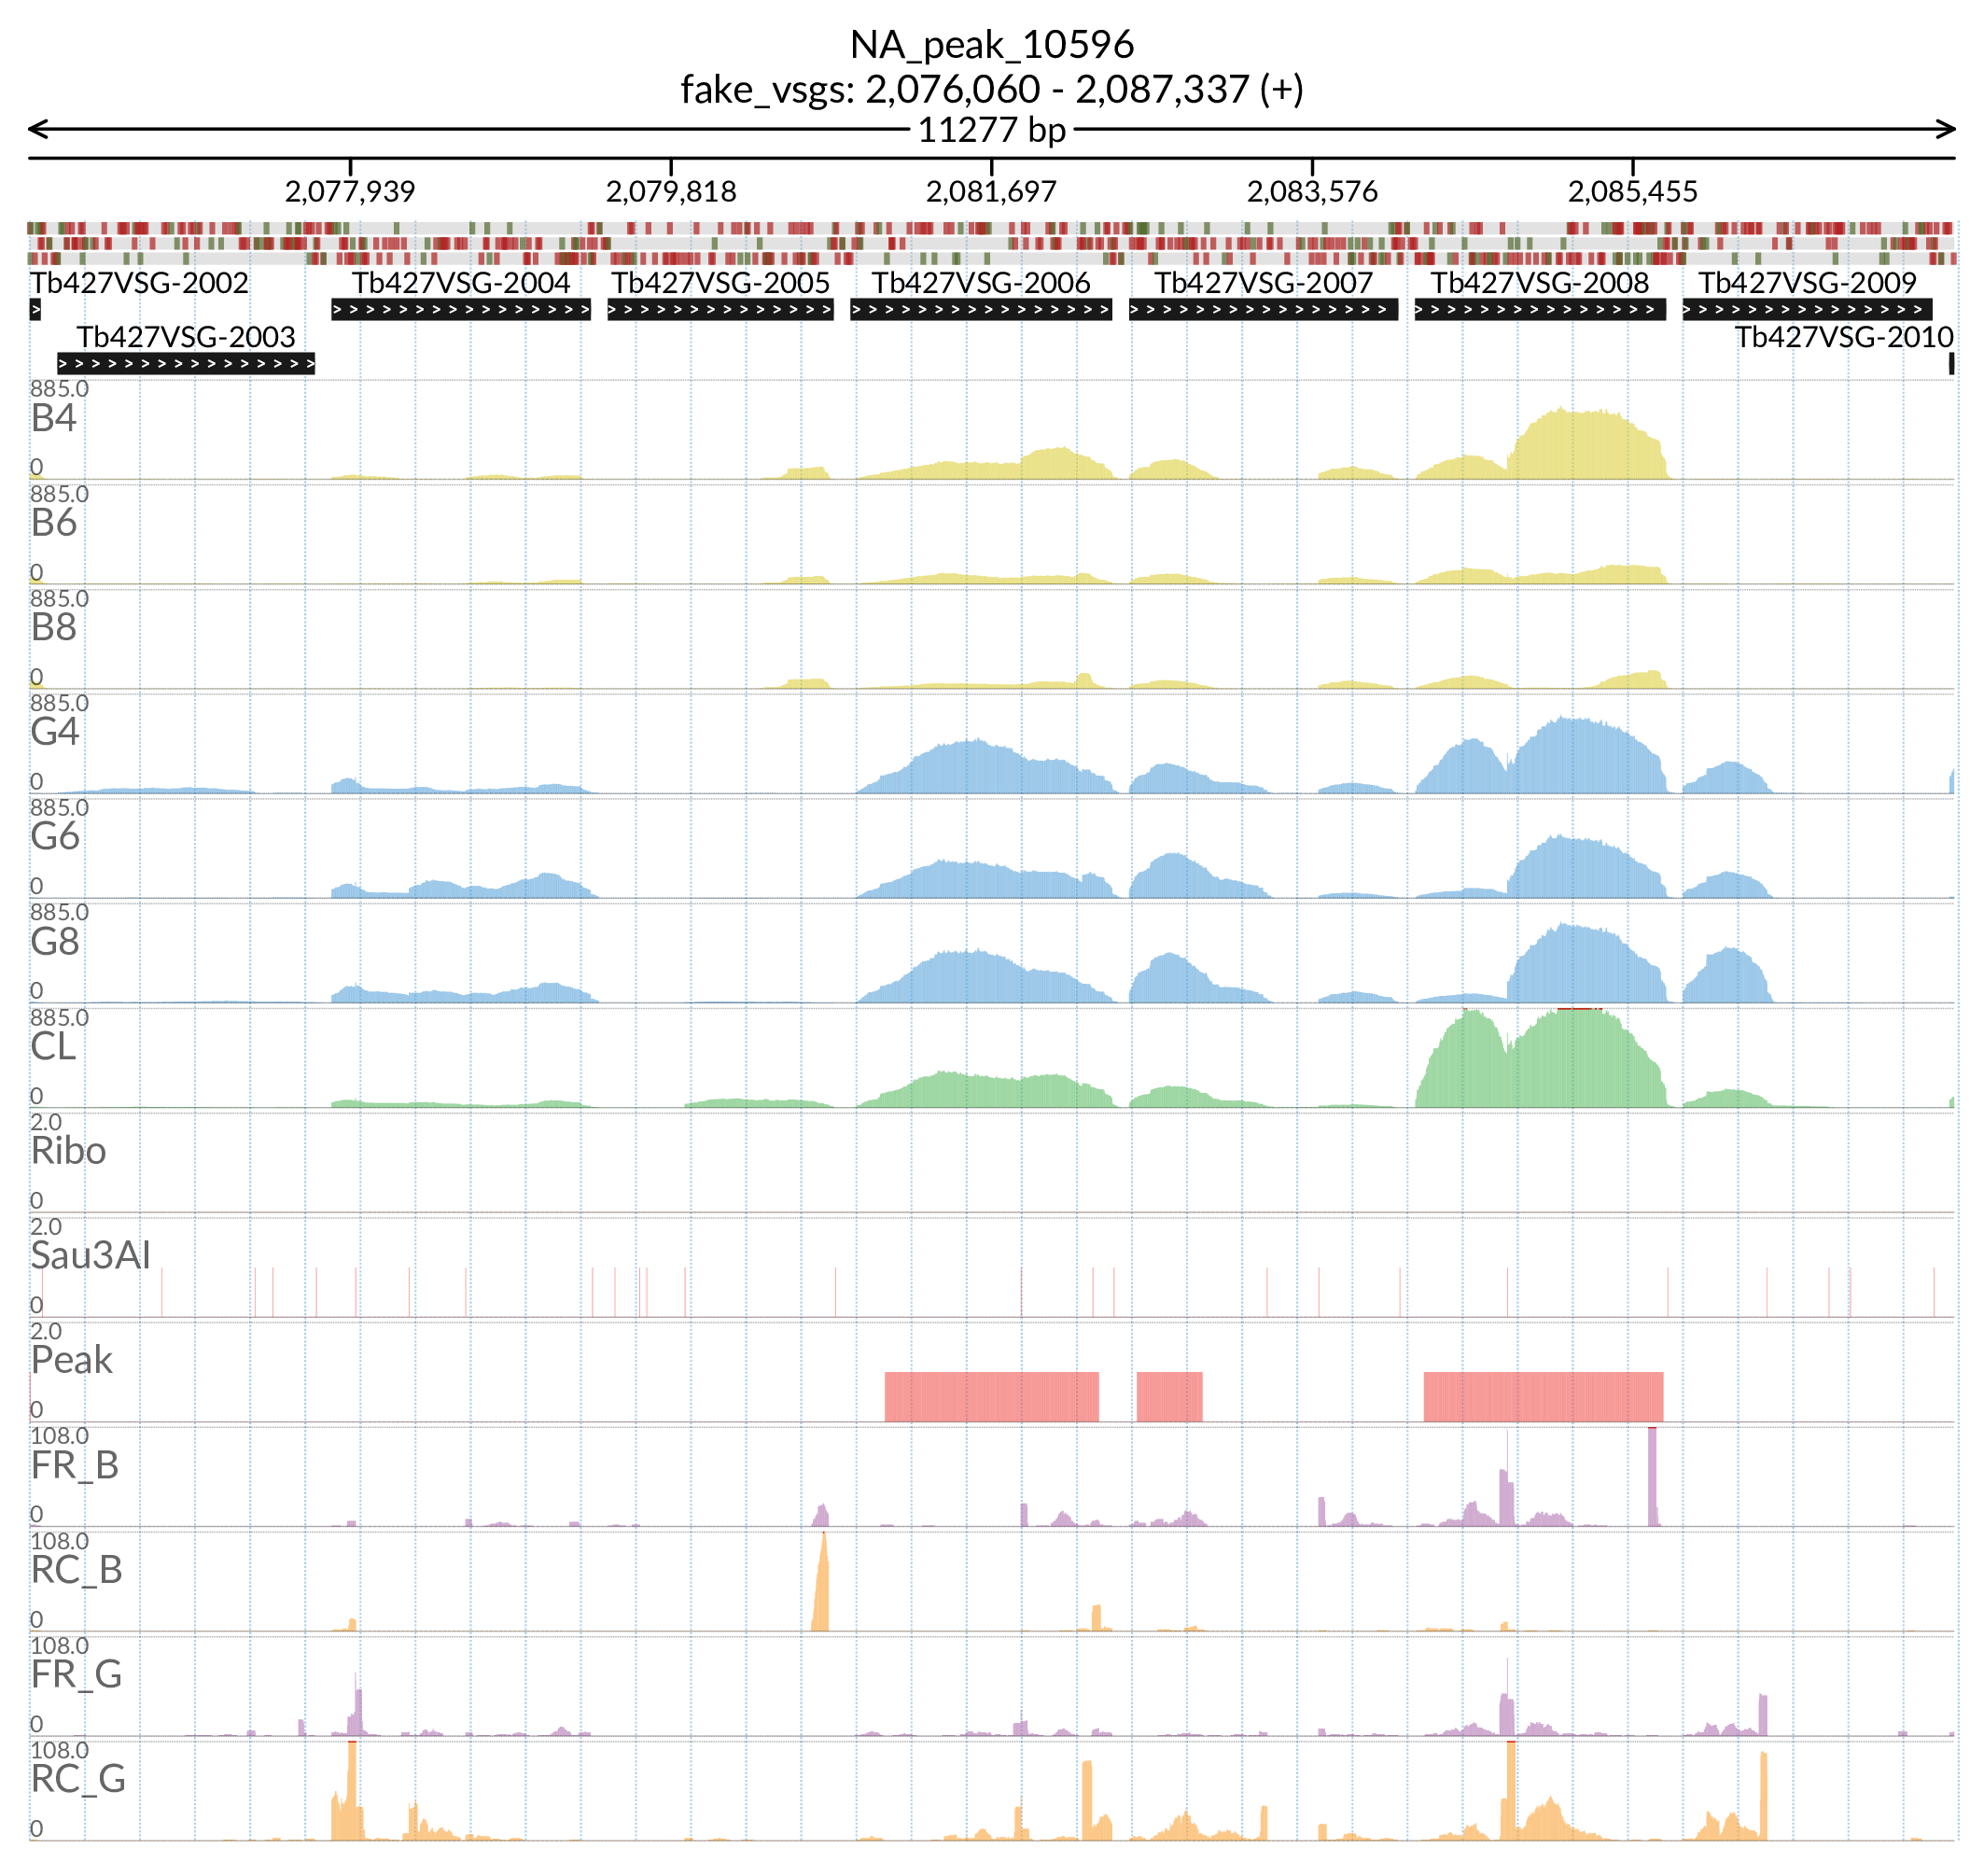 NA_peak_10596
fake_vsgs: 2,076,060 - 2,087,337 (+)
11277 bp
2,077,939 2,079,818 2,081,697 2,083,576 2,085,455
Tb427VSG-2002 Tb427VSG-2004 Tb427VSG-2005 Tb427VSG-2006 Tb427VSG-2007 Tb427VSG-2008 Tb427VSG-2009
Tb427VSG-2003 Tb427VSG-2010
885.0
B4
0
885.0
B6
0
885.0
B8
0
885.0
G4
0
885.0
G6
0
885.0
G8
0
885.0
CL
0
2.0
Ribo
0
2.0
Sau3AI
0
2.0
Peak
0
108.0
FR_B
0
108.0
RC_B
0
108.0
FR_G
0
108.0
RC_G
0